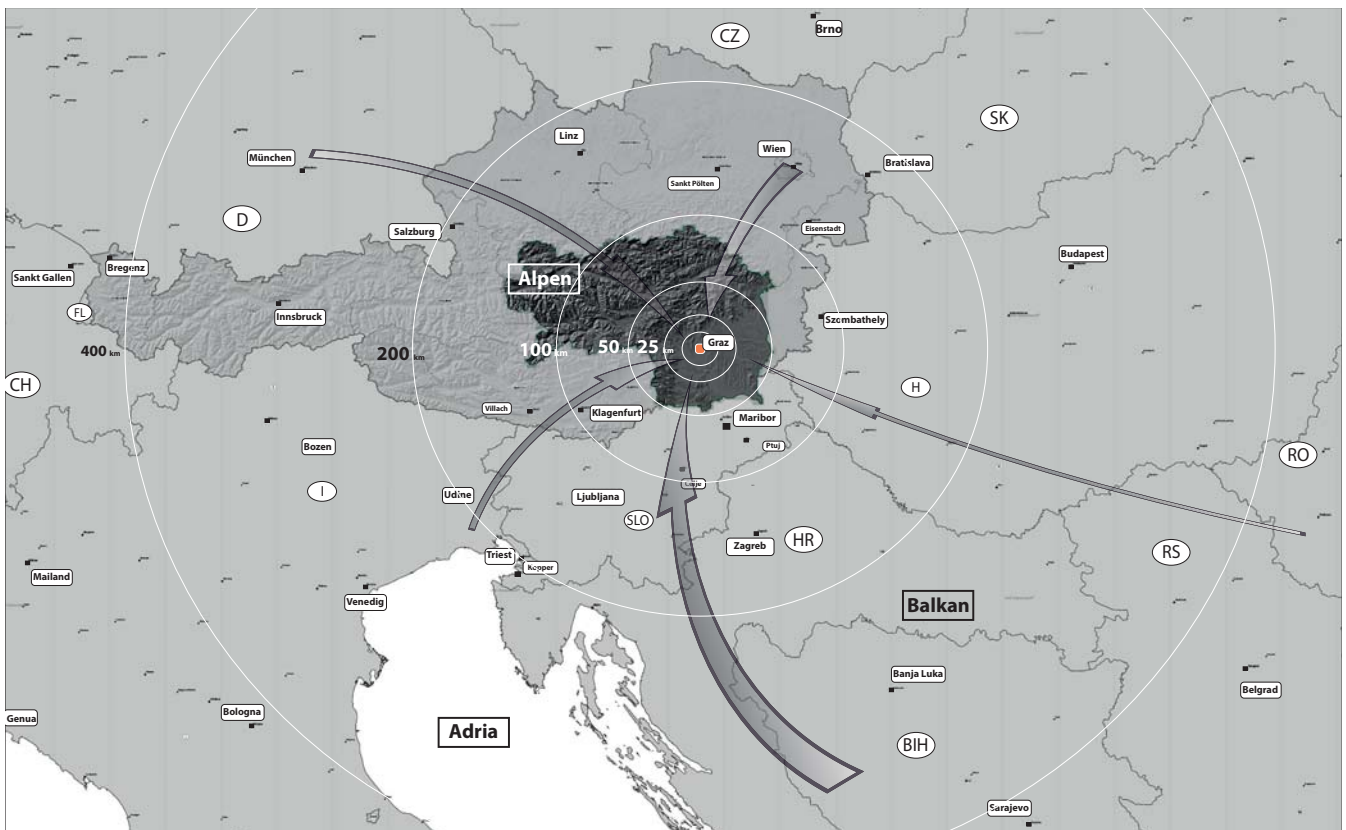 CZ
Brno
SK
Linz
Wien
München
Bratislava
Sankt Pölten
D
Salzburg
Eisenstadt
Budapest
Sankt Gallen
Bregenz
Alpen
FL
Innsbruck
Szombathely
Graz
400 km
200 km
100 km
50 km
25 km
CH
H
Villach
Klagenfurt
Maribor
Ptuj
Bozen
RO
I
Udine
Ljubljana
Celje
SLO
Zagreb
HR
RS
Triest
Kopper
Mailand
Venedig
Balkan
Banja Luka
Belgrad
Genua
Bologna
Adria
BIH
Sarajevo